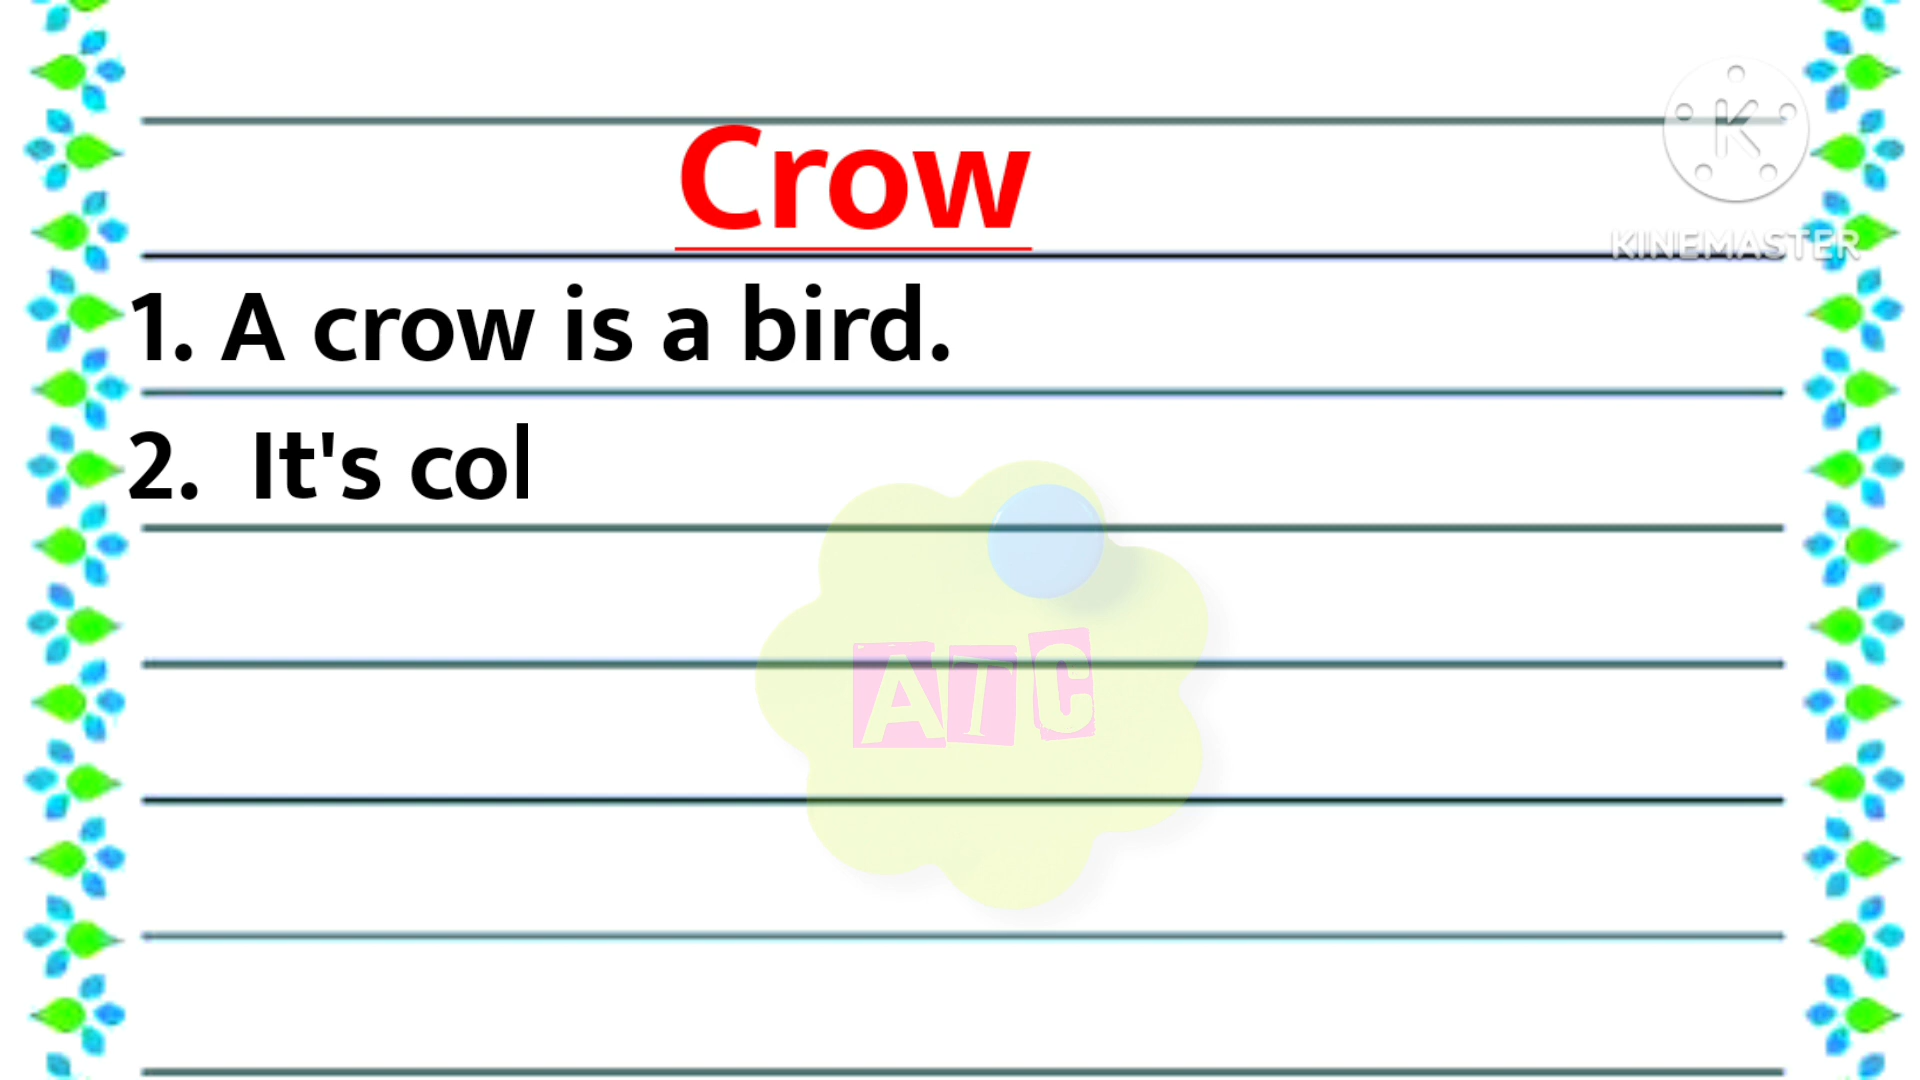 Crow
KINEMASTER
1. A crow is a bird.
2. It's col
ATC